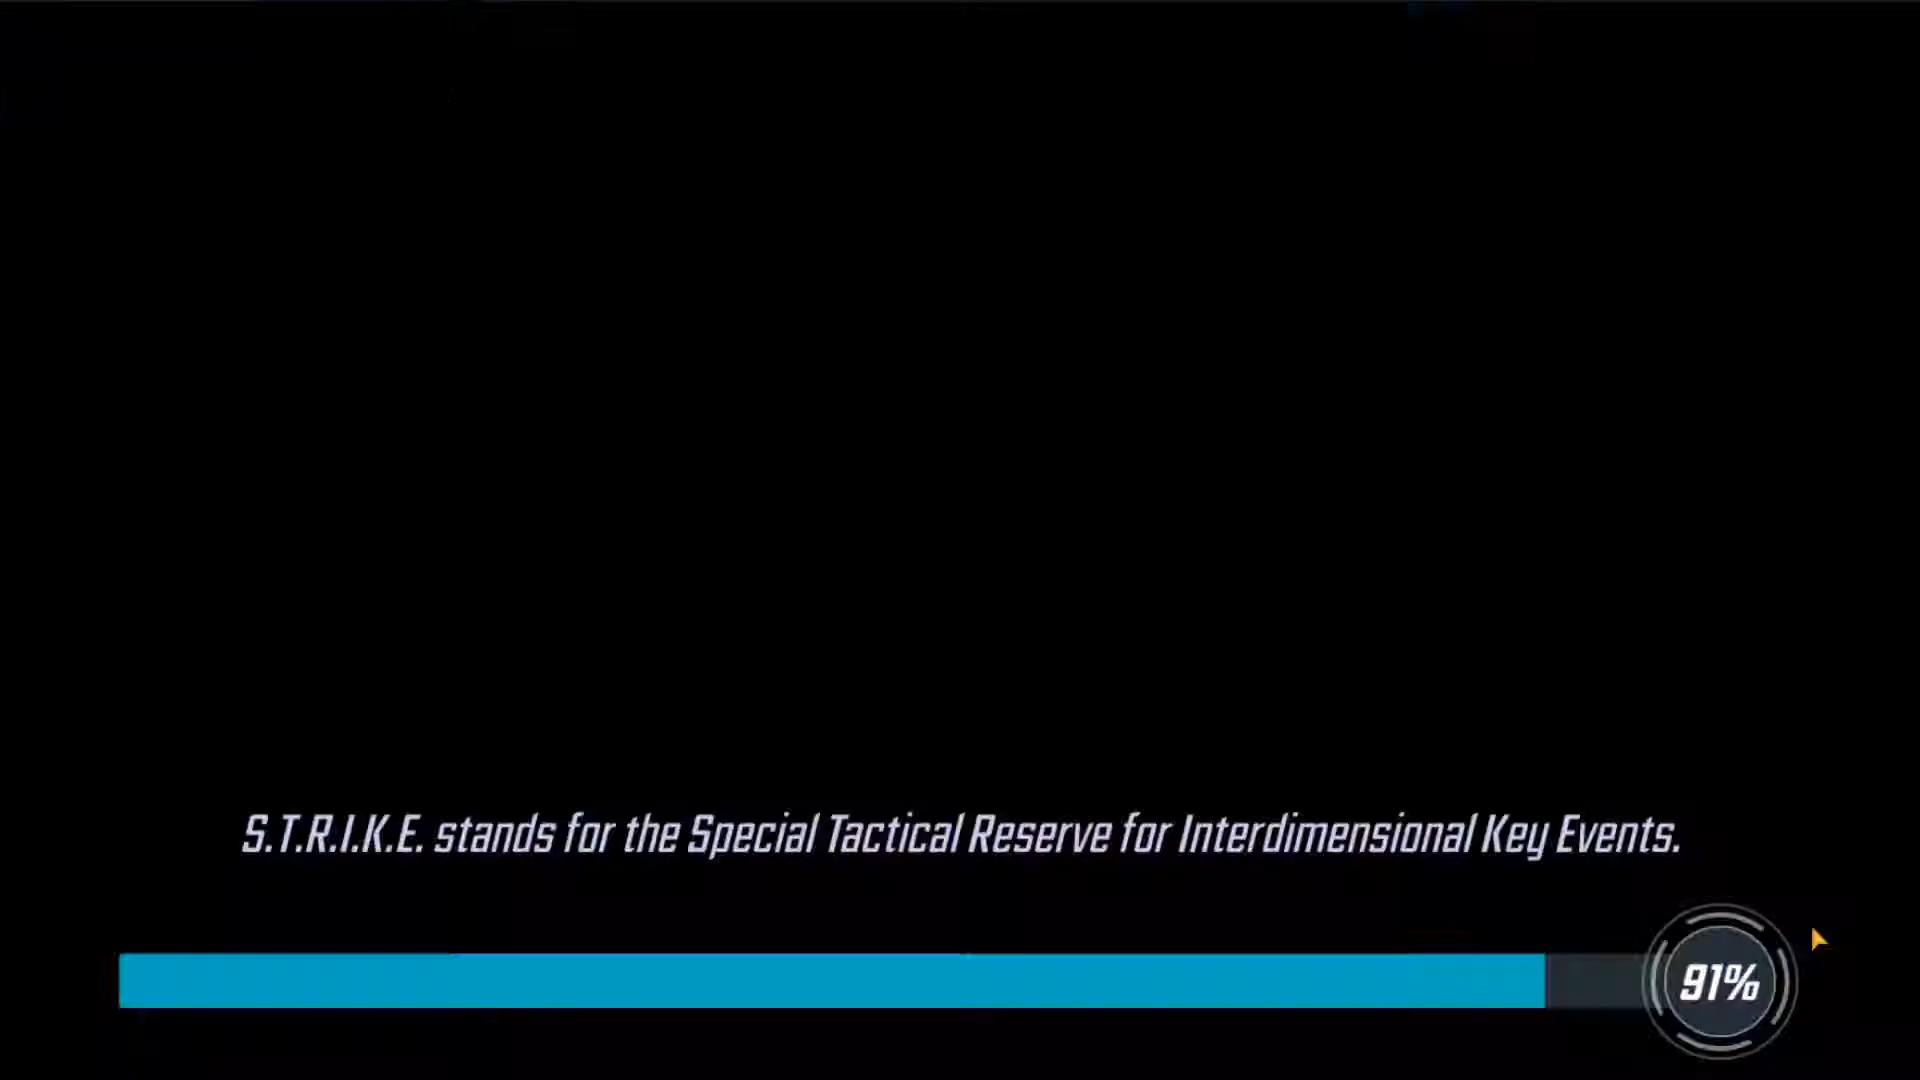 S.T.R.I.K.E. stands for the Special Tactical Reserve for Interdimensional Key Events.
91%